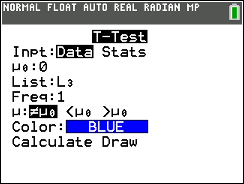 NORMAL FLOAT AUTO REAL RADIAN MP
T-Test
Inpt:Data Stats
μ₀:0
List:L₃
Freq:1
μ:≠μ₀ <μ₀ >μ₀
Color: BLUE
Calculate Draw